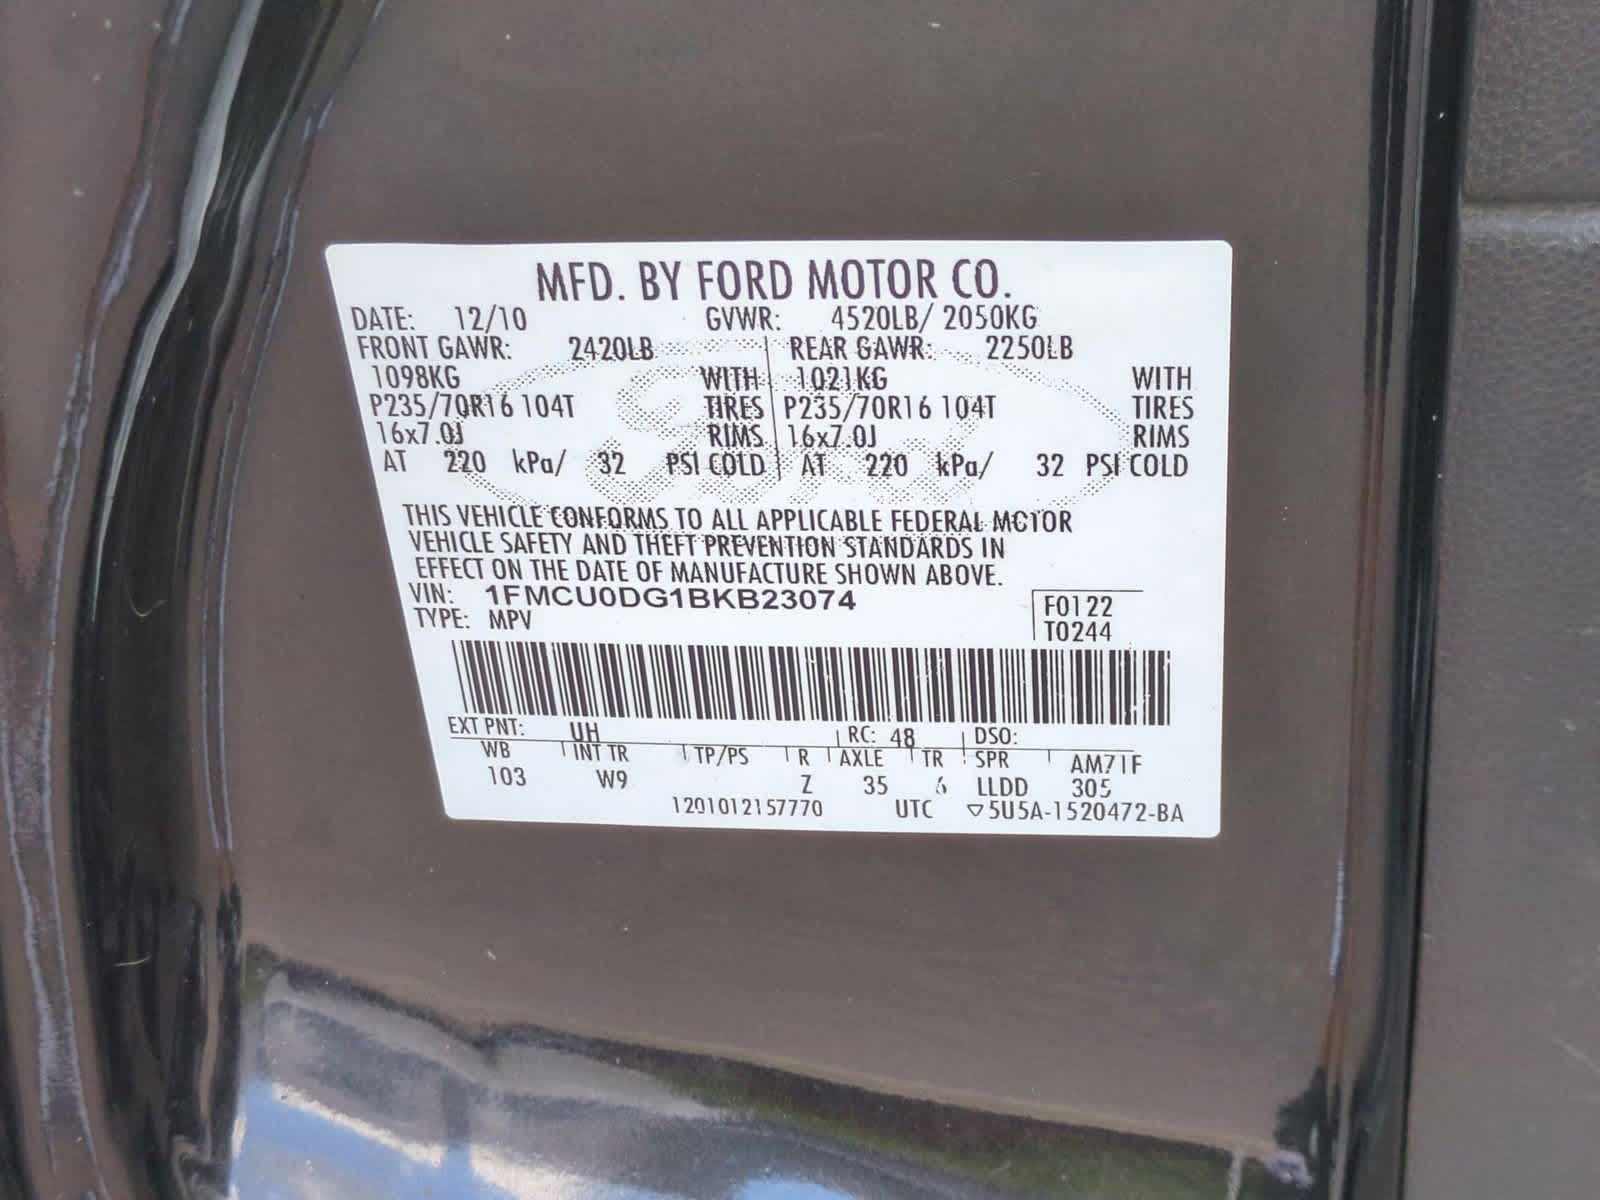 MFD. BY FORD MOTOR CO.
DATE: 12/10 GVWR: 4520LB/ 2050KG
FRONT GAWR: 2420LB REAR GAWR: 2250LB
1098KG WITH 1021KG WITH
P235/70R16 104T TIRES P235/70R16 104T TIRES
16x7.0J RIMS 16x7.0J RIMS
AT 220 kPa/ 32 PSI COLD AT 220 kPa/ 32 PSI COLD
THIS VEHICLE CONFORMS TO ALL APPLICABLE FEDERAL MOTOR
VEHICLE SAFETY AND THEFT PREVENTION STANDARDS IN
EFFECT ON THE DATE OF MANUFACTURE SHOWN ABOVE.
VIN: 1FMCU0DG1BKB23074 F0122
TYPE: MPV T0244
EXT PNT: UH RC: 48 DSO:
WB INT TR TP/PS R AXLE TR SPR AM71F
103 W9 Z 35 6 LLDD 305
1201012157770 UTC ▽5U5A-1520472-BA